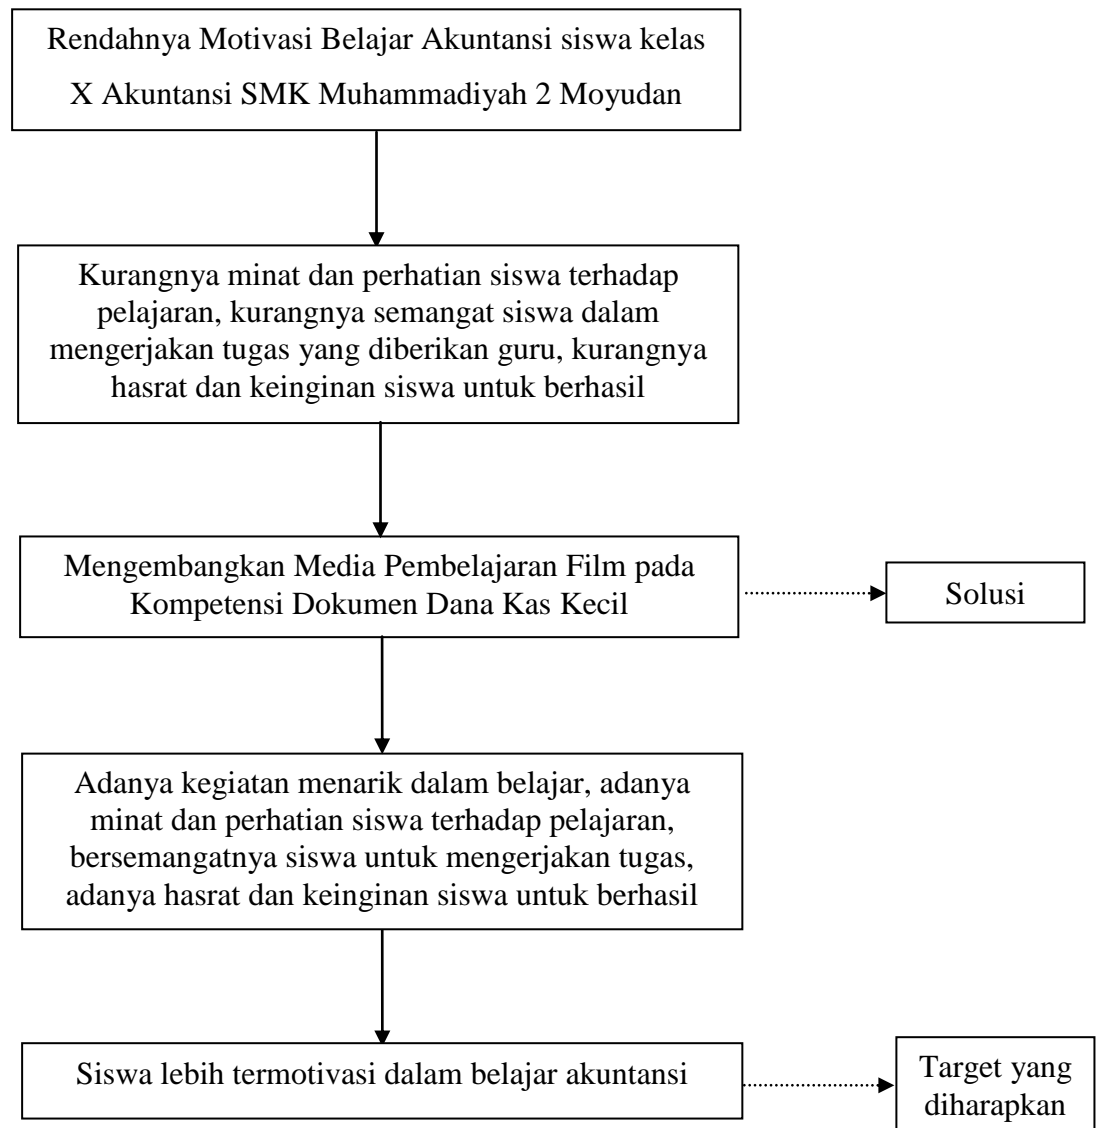 Rendahnya Motivasi Belajar Akuntansi siswa kelas
X Akuntansi SMK Muhammadiyah 2 Moyudan
Kurangnya minat dan perhatian siswa terhadap
pelajaran, kurangnya semangat siswa dalam
mengerjakan tugas yang diberikan guru, kurangnya
hasrat dan keinginan siswa untuk berhasil
Mengembangkan Media Pembelajaran Film pada
Kompetensi Dokumen Dana Kas Kecil
Solusi
Adanya kegiatan menarik dalam belajar, adanya
minat dan perhatian siswa terhadap pelajaran,
bersemangatnya siswa untuk mengerjakan tugas,
adanya hasrat dan keinginan siswa untuk berhasil
Siswa lebih termotivasi dalam belajar akuntansi
Target yang
diharapkan